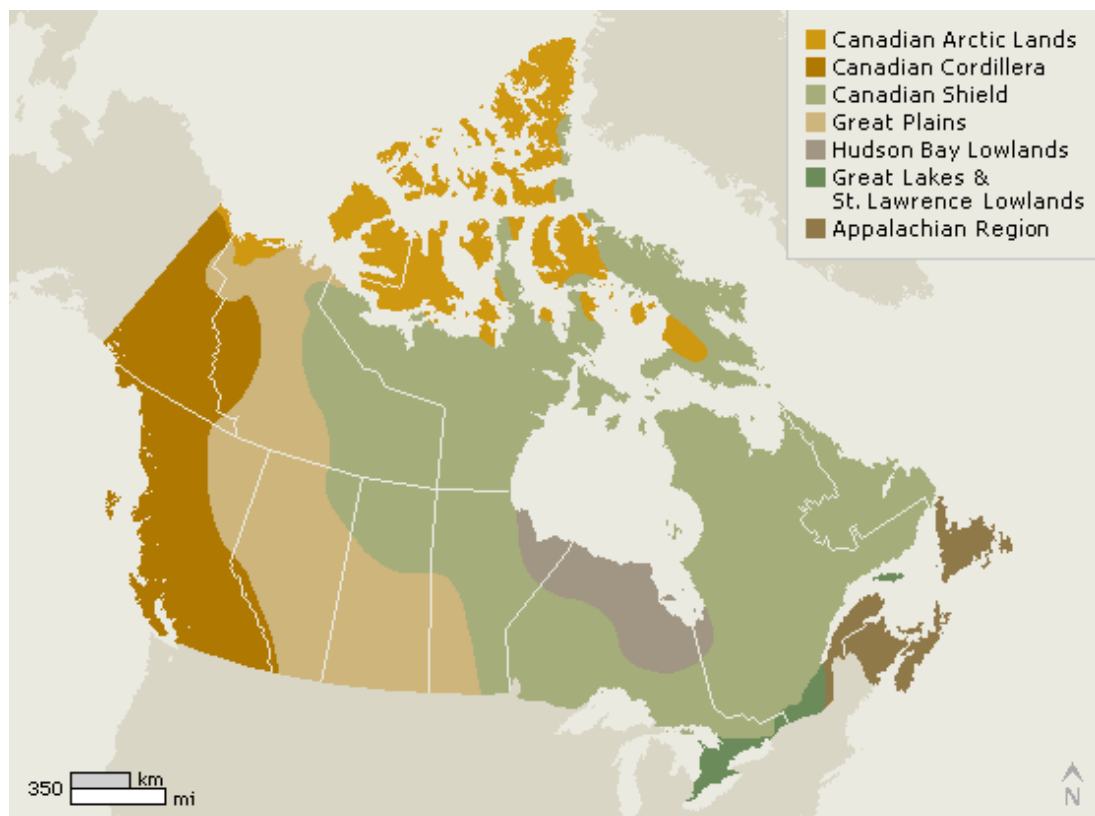 Canadian Arctic Lands
Canadian Cordillera
Canadian Shield
Great Plains
Hudson Bay Lowlands
Great Lakes &
St. Lawrence Lowlands
Appalachian Region
350
km
mi
N